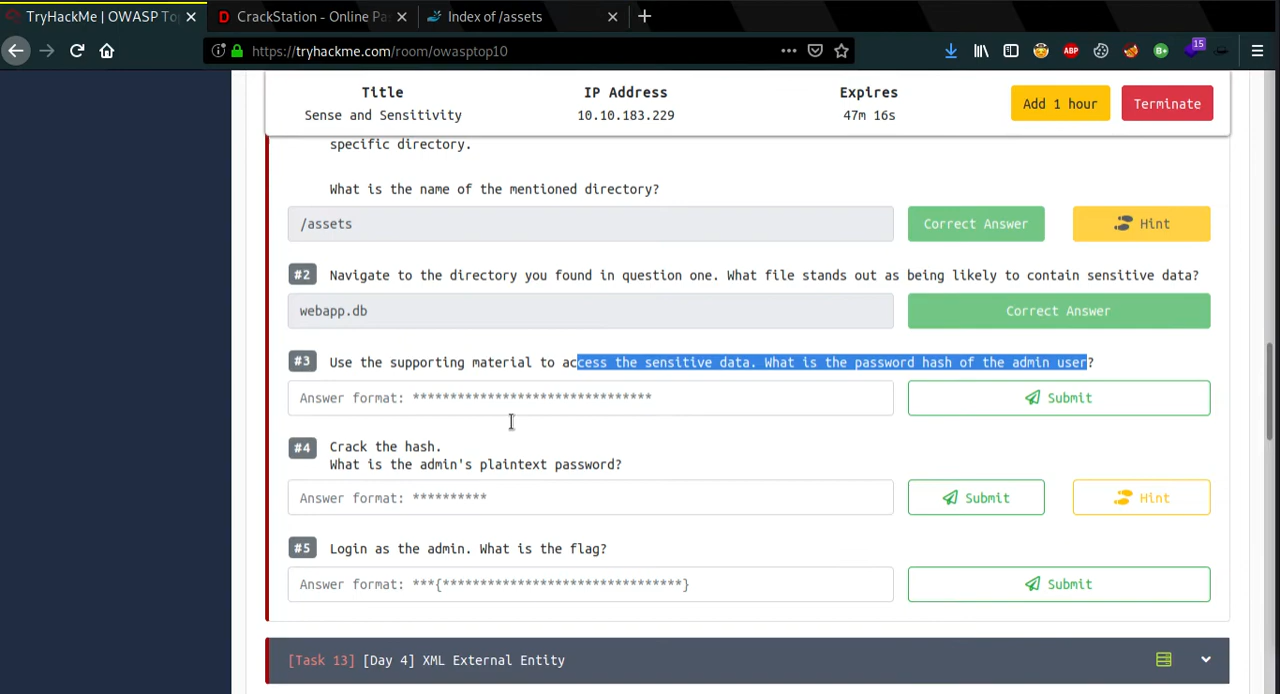 TryHackMe | OWASP To
CrackStation - Online Pa
Index of /assets
https://tryhackme.com/room/owasptop10
ABP
B+
15
Title
IP Address
Expires
Sense and Sensitivity
10.10.183.229
47m 16s
Add 1 hour
Terminate
specific directory.
What is the name of the mentioned directory?
/assets
Correct Answer
Hint
#2 Navigate to the directory you found in question one. What file stands out as being likely to contain sensitive data?
webapp.db
Correct Answer
#3 Use the supporting material to access the sensitive data. What is the password hash of the admin user?
Answer format: ********************************
Submit
#4 Crack the hash.
What is the admin's plaintext password?
Answer format: **********
Submit
Hint
#5 Login as the admin. What is the flag?
Answer format: ***{********************************}
Submit
[Task 13] [Day 4] XML External Entity